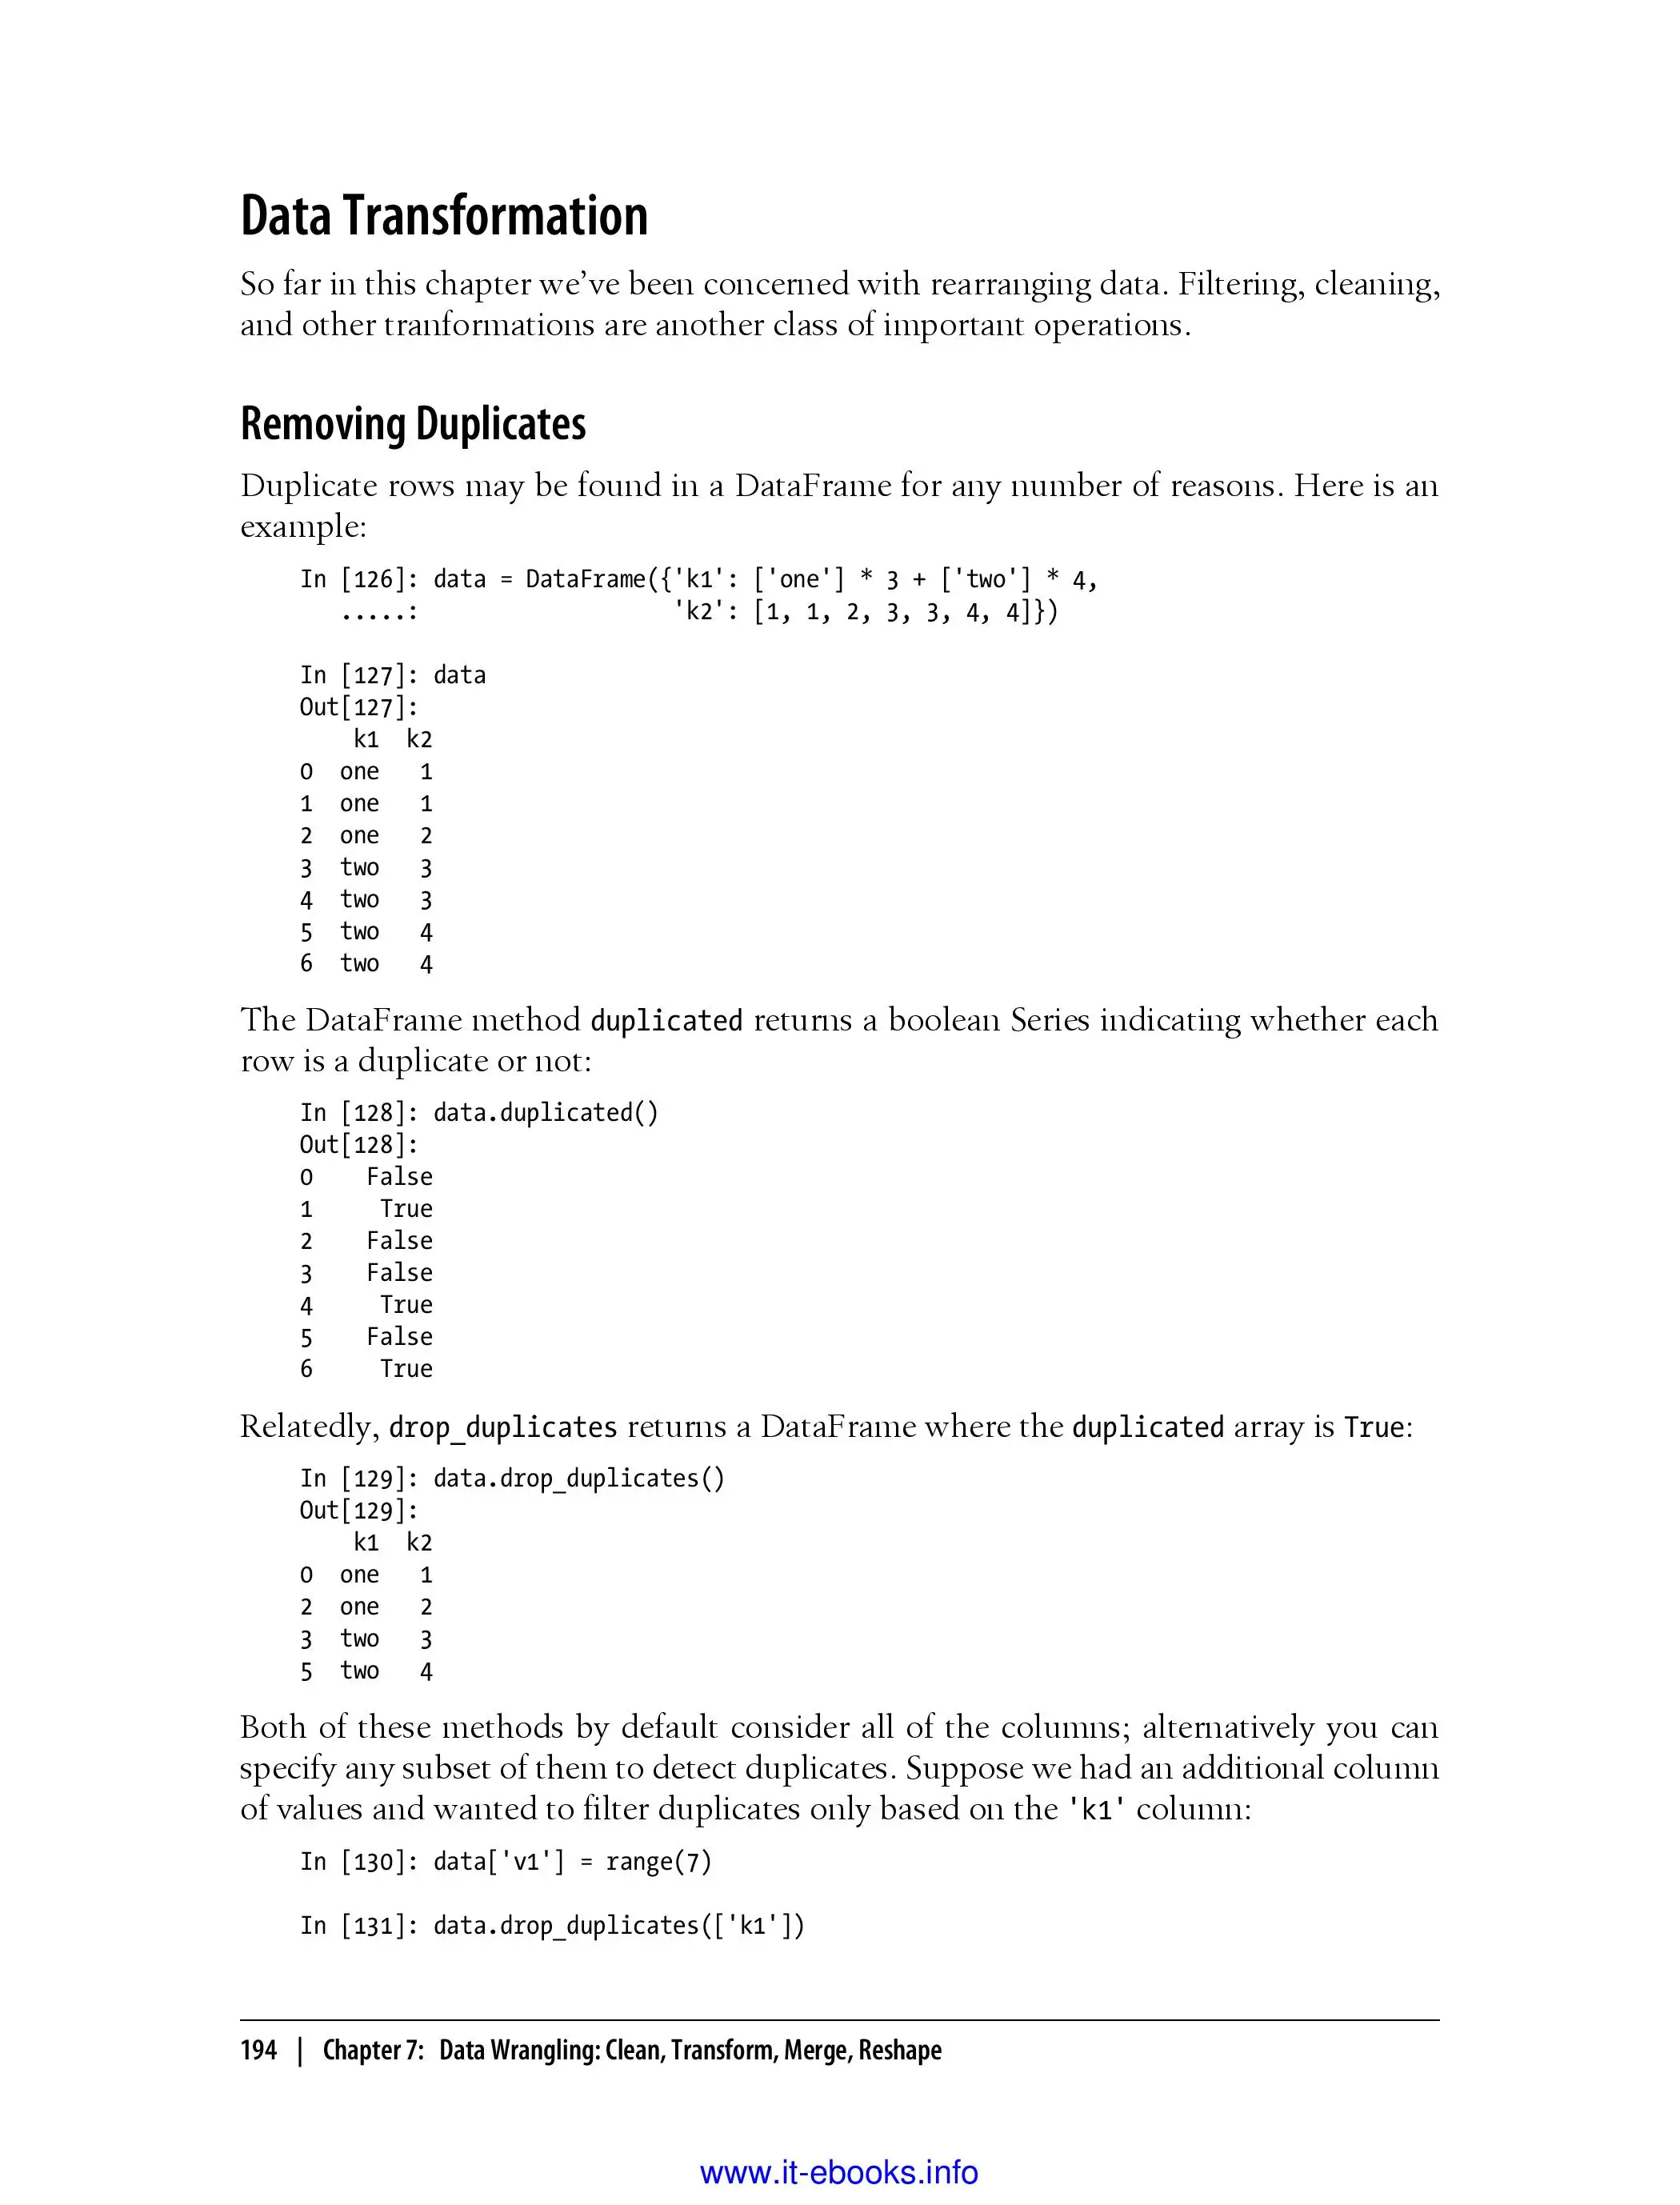 Data Transformation
So far in this chapter we’ve been concerned with rearranging data. Filtering, cleaning,
and other tranformations are another class of important operations.
Removing Duplicates
Duplicate rows may be found in a DataFrame for any number of reasons. Here is an
example:
In [126]: data = DataFrame({'k1': ['one'] * 3 + ['two'] * 4,
.....:                    'k2': [1, 1, 2, 3, 3, 4, 4]})
In [127]: data
Out[127]:
    k1  k2
0  one   1
1  one   1
2  one   2
3  two   3
4  two   3
5  two   4
6  two   4
The DataFrame method duplicated returns a boolean Series indicating whether each
row is a duplicate or not:
In [128]: data.duplicated()
Out[128]:
0    False
1     True
2    False
3    False
4     True
5    False
6     True
Relatedly, drop_duplicates returns a DataFrame where the duplicated array is True:
In [129]: data.drop_duplicates()
Out[129]:
    k1  k2
0  one   1
2  one   2
3  two   3
5  two   4
Both of these methods by default consider all of the columns; alternatively you can
specify any subset of them to detect duplicates. Suppose we had an additional column
of values and wanted to filter duplicates only based on the 'k1' column:
In [130]: data['v1'] = range(7)
In [131]: data.drop_duplicates(['k1'])
194 | Chapter 7: Data Wrangling: Clean, Transform, Merge, Reshape
www.it-ebooks.info